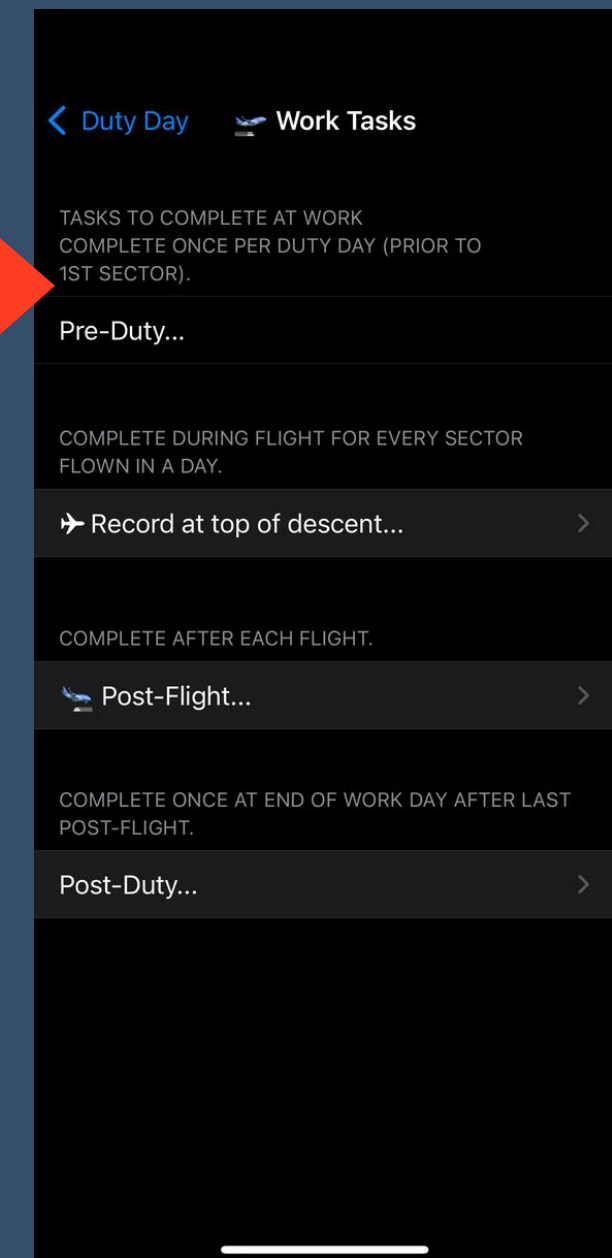 Duty Day
Work Tasks
TASKS TO COMPLETE AT WORK
COMPLETE ONCE PER DUTY DAY (PRIOR TO
1ST SECTOR).
Pre-Duty...
COMPLETE DURING FLIGHT FOR EVERY SECTOR
FLOWN IN A DAY.
Record at top of descent...
COMPLETE AFTER EACH FLIGHT.
Post-Flight...
COMPLETE ONCE AT END OF WORK DAY AFTER LAST
POST-FLIGHT.
Post-Duty...